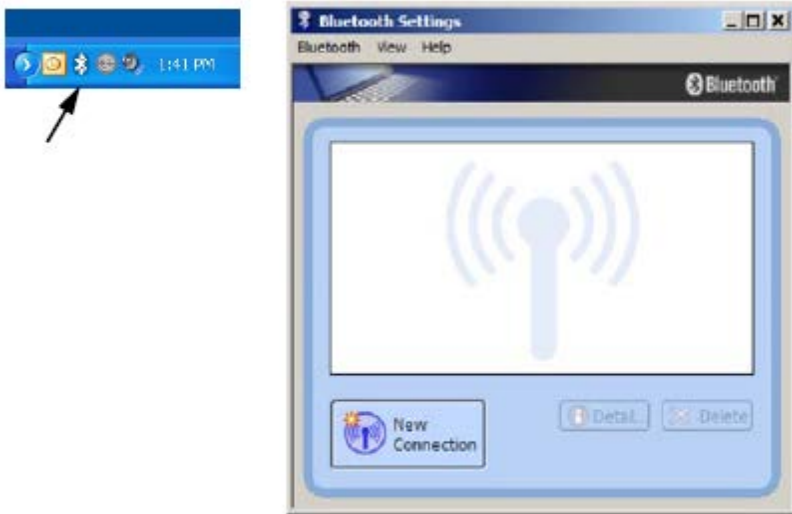 1:41 PM
Bluetooth Settings
Bluetooth View Help
Bluetooth
New
Connection
Detail...
Delete